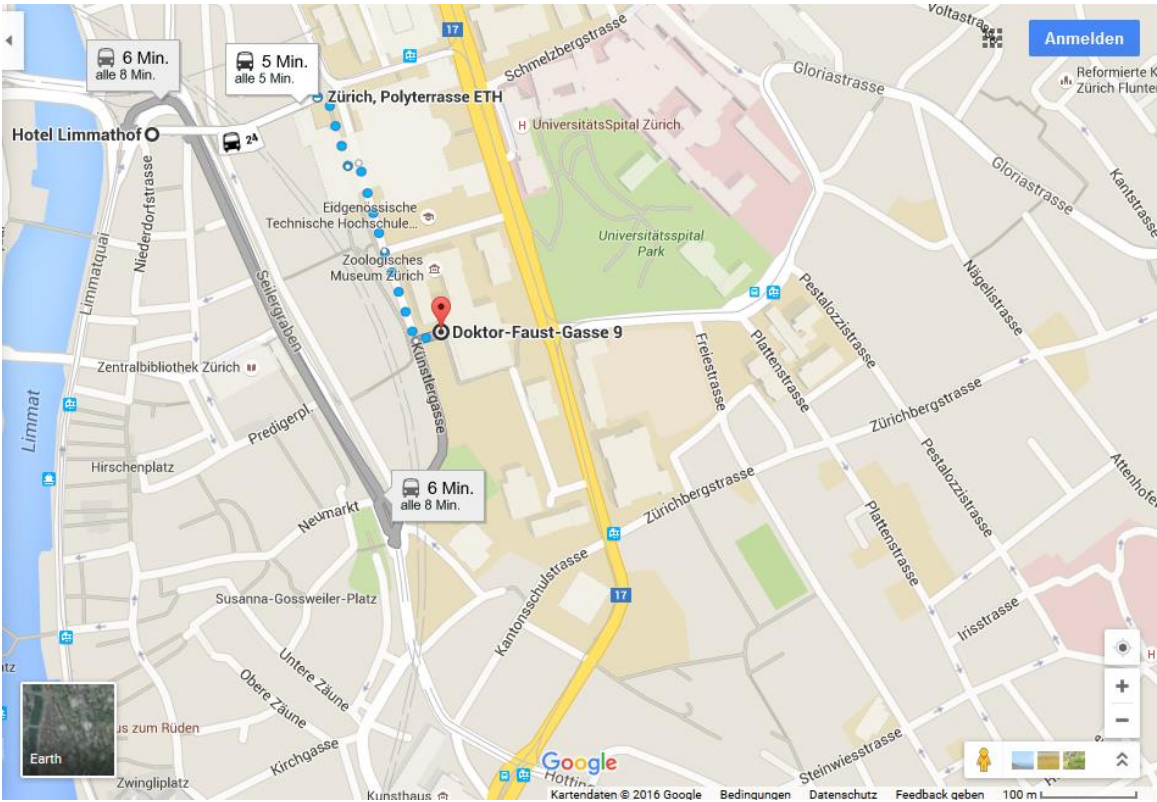 17
Voltastrasse
Anmelden
6 Min.
alle 8 Min.
5 Min.
alle 5 Min.
Schmelzbergstrasse
Gloriastrasse
Reformierte K
Zürich Flunter
Zürich, Polyterrasse ETH
Hotel Limmathof
24
H UniversitätsSpital Zürich
Gloriastrasse
Kantstrasse
Niederdorfstrasse
Eidgenössische
Technische Hochschule...
Universitätsspital
Park
Limmatquai
Zoologisches
Museum Zürich
Seilergraben
Nägelistrasse
Pestalozzistrasse
Doktor-Faust-Gasse 9
Künstlergasse
Freiestrasse
Plattenstrasse
Zentralbibliothek Zürich
Zürichbergstrasse
Limmat
Predigerpl.
Hirschenplatz
Pestalozzistrasse
Attenhofer
6 Min.
alle 8 Min.
Neumarkt
Zürichbergstrasse
Plattenstrasse
Kantonsschulstrasse
17
Susanna-Gossweiler-Platz
Irisstrasse
H
tz
Untere Zäune
Obere Zäune
us zum Rüden
Earth
Kirchgasse
Steinwiesstrasse
Google
Zwingliplatz
Kunsthaus
Hotting
Kartendaten © 2016 Google
Bedingungen
Datenschutz
Feedback geben
100 m